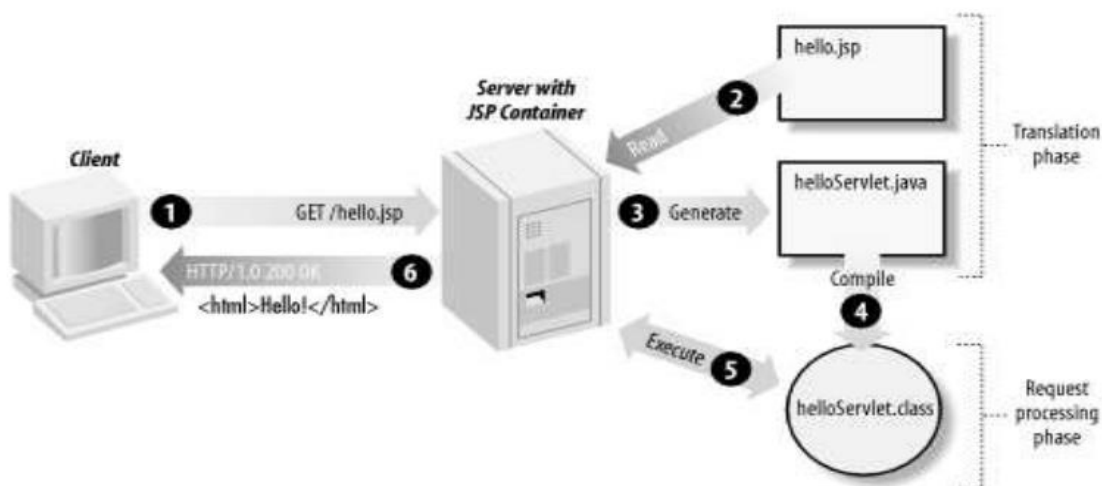 hello.jsp
Server with
JSP Container
2
Read
Translation
phase
Client
helloServlet.java
1
GET /hello.jsp
3
Generate
HTTP/1.0 200 OK
6
<html>Hello!</html>
Compile
4
Execute
5
helloServlet.class
Request
processing
phase